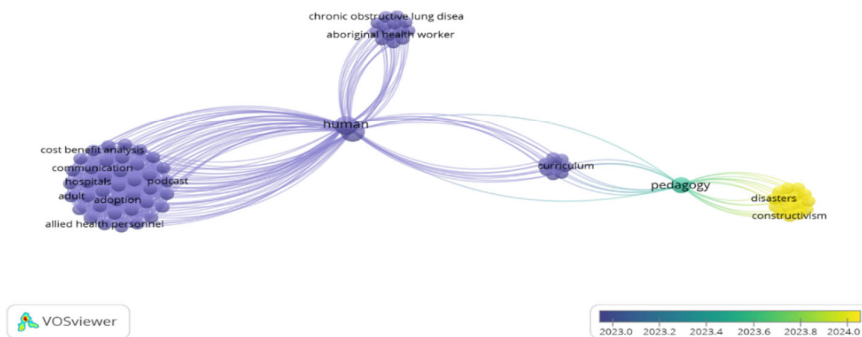 chronic obstructive lung disea
aboriginal health worker
human
cost benefit analysis
communication
hospitals
podcast
adult
adoption
allied health personnel
curriculum
pedagogy
disasters
constructivism
VOSviewer
2023.0 2023.2 2023.4 2023.6 2023.8 2024.0